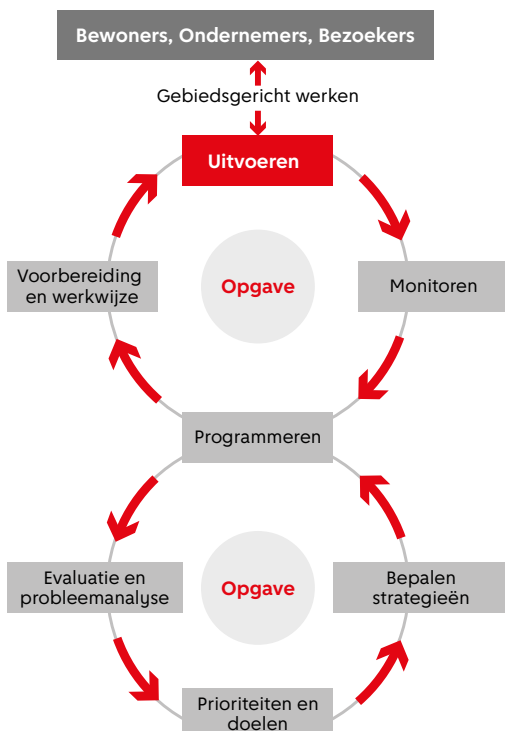 Bewoners, Ondernemers, Bezoekers
Gebiedsgericht werken
Uitvoeren
Voorbereiding
en werkwijze
Opgave
Monitoren
Programmeren
Evaluatie en
probleemanalyse
Opgave
Bepalen
strategieën
Prioriteiten en
doelen